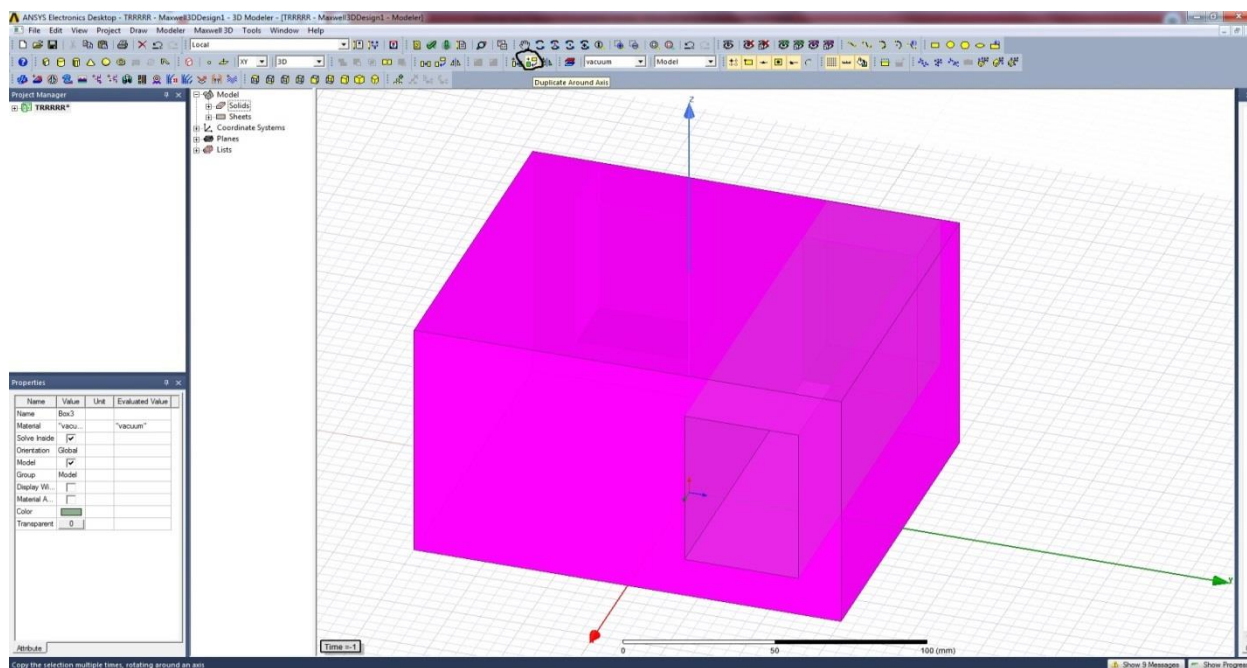 ANSYS Electronics Desktop - TRRRRR - Maxwell3DDesign1 - 3D Modeler - [TRRRRR - Maxwell3DDesign1 - Modeler]
File Edit View Project Draw Modeler Maxwell 3D Tools Window Help
Local
XY 3D vacuum Model
Duplicate Around Axis
Project Manager
TRRRRR*
Model
Solids
Sheets
Coordinate Systems
Planes
Lists
Z
Y
Properties
Name Value Unit Evaluated Value
Name Box3
Material "vacu... "vacuum"
Solve Inside
Orientation Global
Model
Group Model
Display Wi...
Material A...
Color
Transparent 0
Attribute
Time =-1
0 50 100 (mm)
Copy the selection multiple times, rotating around an axis
Show 9 Messages Show Progress